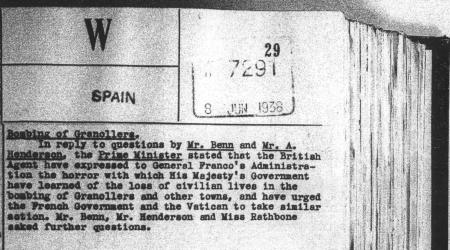 W
29
7291
SPAIN
8 JUN 1938
Bombing of Granollers.
In reply to questions by Mr. Benn and Mr. A.
Henderson, the Prime Minister stated that the British
Agent have expressed to General Franco's Administra-
tion the horror with which His Majesty's Government
have learned of the loss of civilian lives in the
bombing of Granollers and other towns, and have urged
the French Government and the Vatican to take similar
action. Mr. Benn, Mr. Henderson and Miss Rathbone
asked further questions.